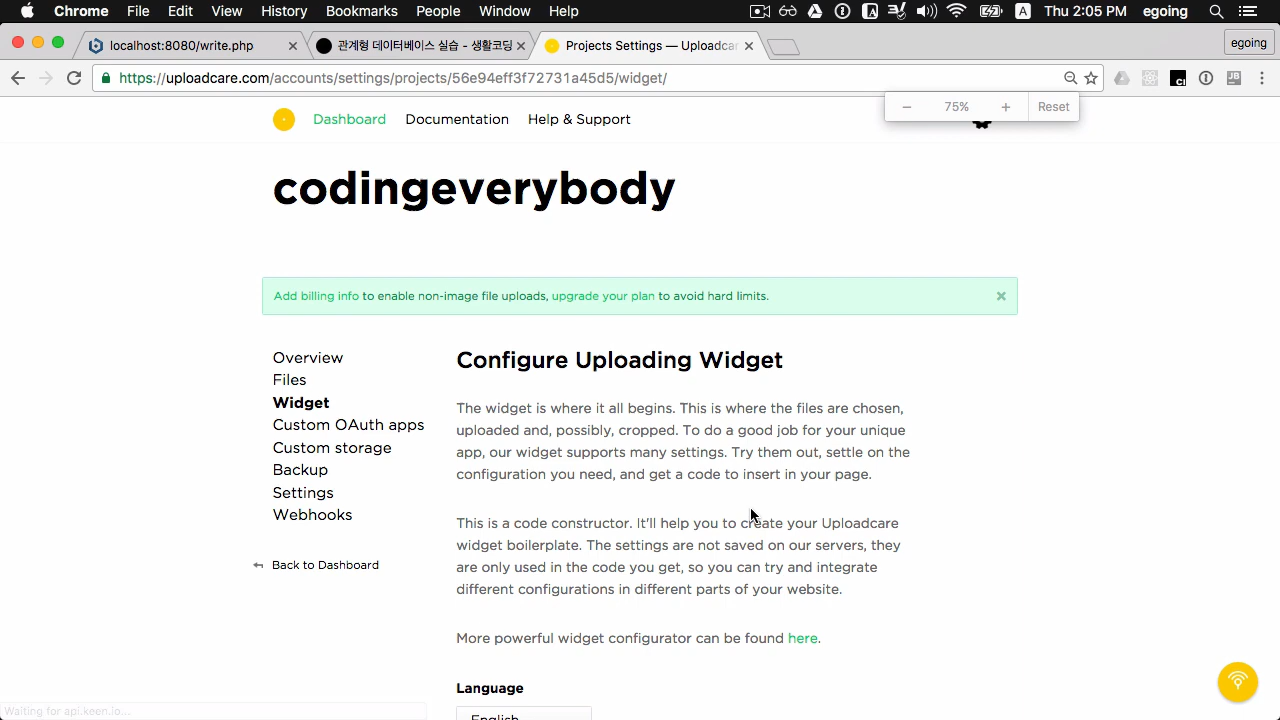 Chrome File Edit View History Bookmarks People Window Help A Thu 2:05 PM egoing
localhost:8080/write.php
관계형 데이터베이스 실습 - 생활코딩
Projects Settings — Uploadcar
egoing
https://uploadcare.com/accounts/settings/projects/56e94eff3f72731a45d5/widget/
− 75% + Reset
Dashboard Documentation Help & Support
codingeverybody
Add billing info to enable non-image file uploads, upgrade your plan to avoid hard limits.
Overview
Files
Widget
Custom OAuth apps
Custom storage
Backup
Settings
Webhooks
Back to Dashboard
Configure Uploading Widget
The widget is where it all begins. This is where the files are chosen,
uploaded and, possibly, cropped. To do a good job for your unique
app, our widget supports many settings. Try them out, settle on the
configuration you need, and get a code to insert in your page.
This is a code constructor. It'll help you to create your Uploadcare
widget boilerplate. The settings are not saved on our servers, they
are only used in the code you get, so you can try and integrate
different configurations in different parts of your website.
More powerful widget configurator can be found here.
Language
English
Waiting for api.keen.io...